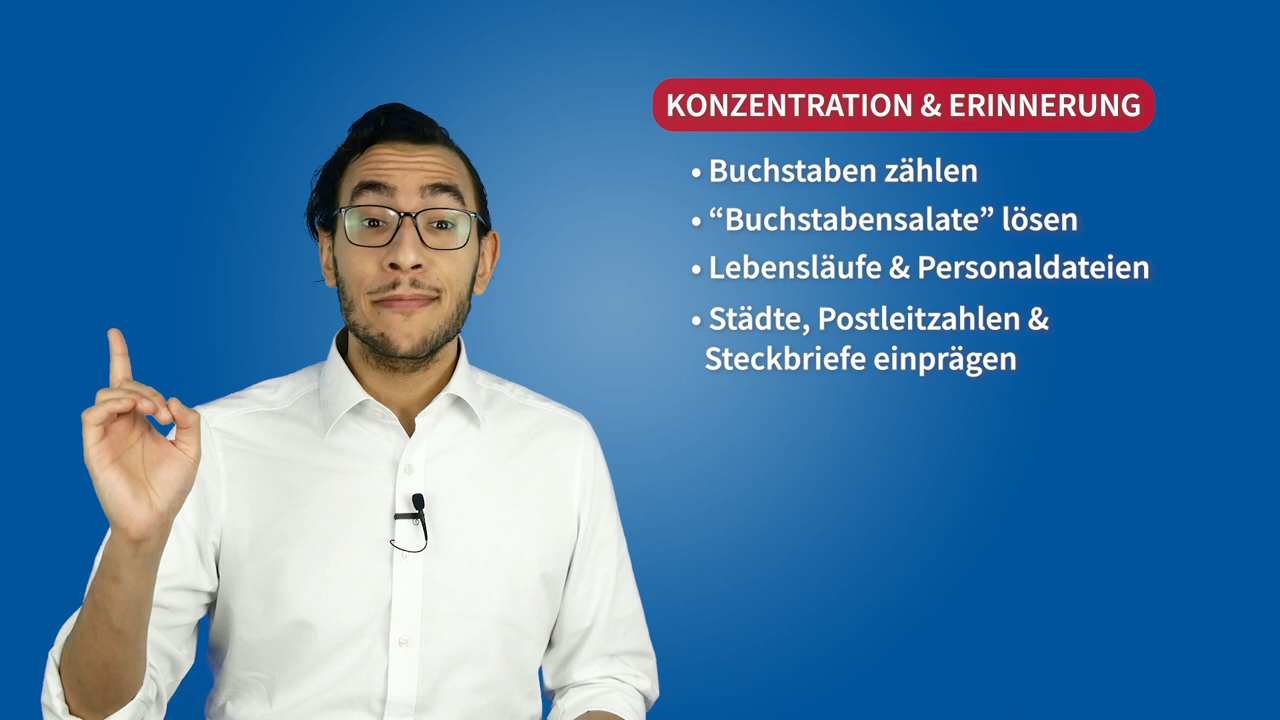 KONZENTRATION & ERINNERUNG
• Buchstaben zählen
• “Buchstabensalate” lösen
• Lebensläufe & Personaldateien
• Städte, Postleitzahlen &
Steckbriefe einprägen